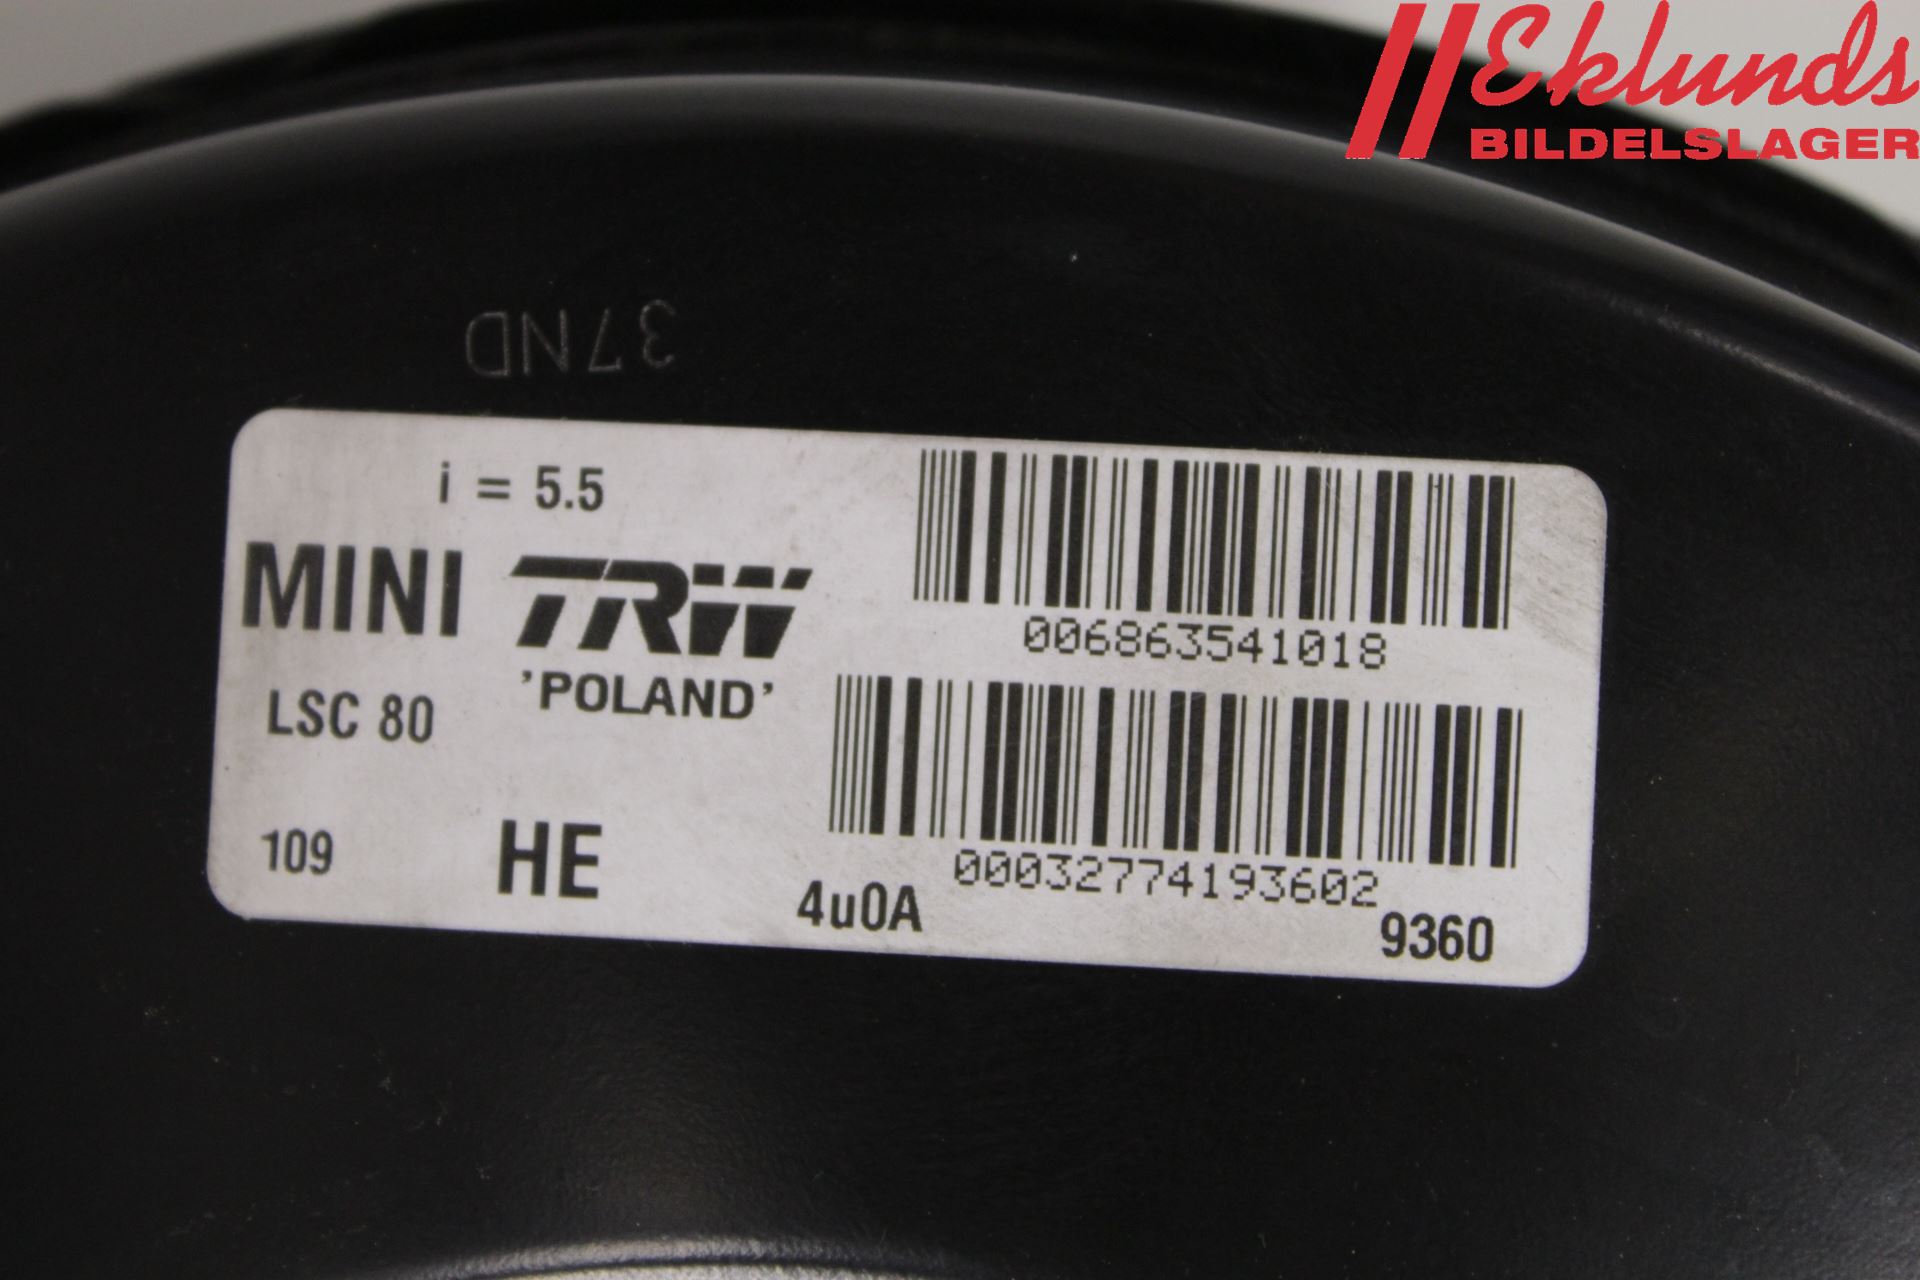 Eklunds
BILDELSLAGER
37ND
i = 5.5
MINI TRW
'POLAND'
LSC 80
109 HE
006863541018
00032774193602
4u0A 9360